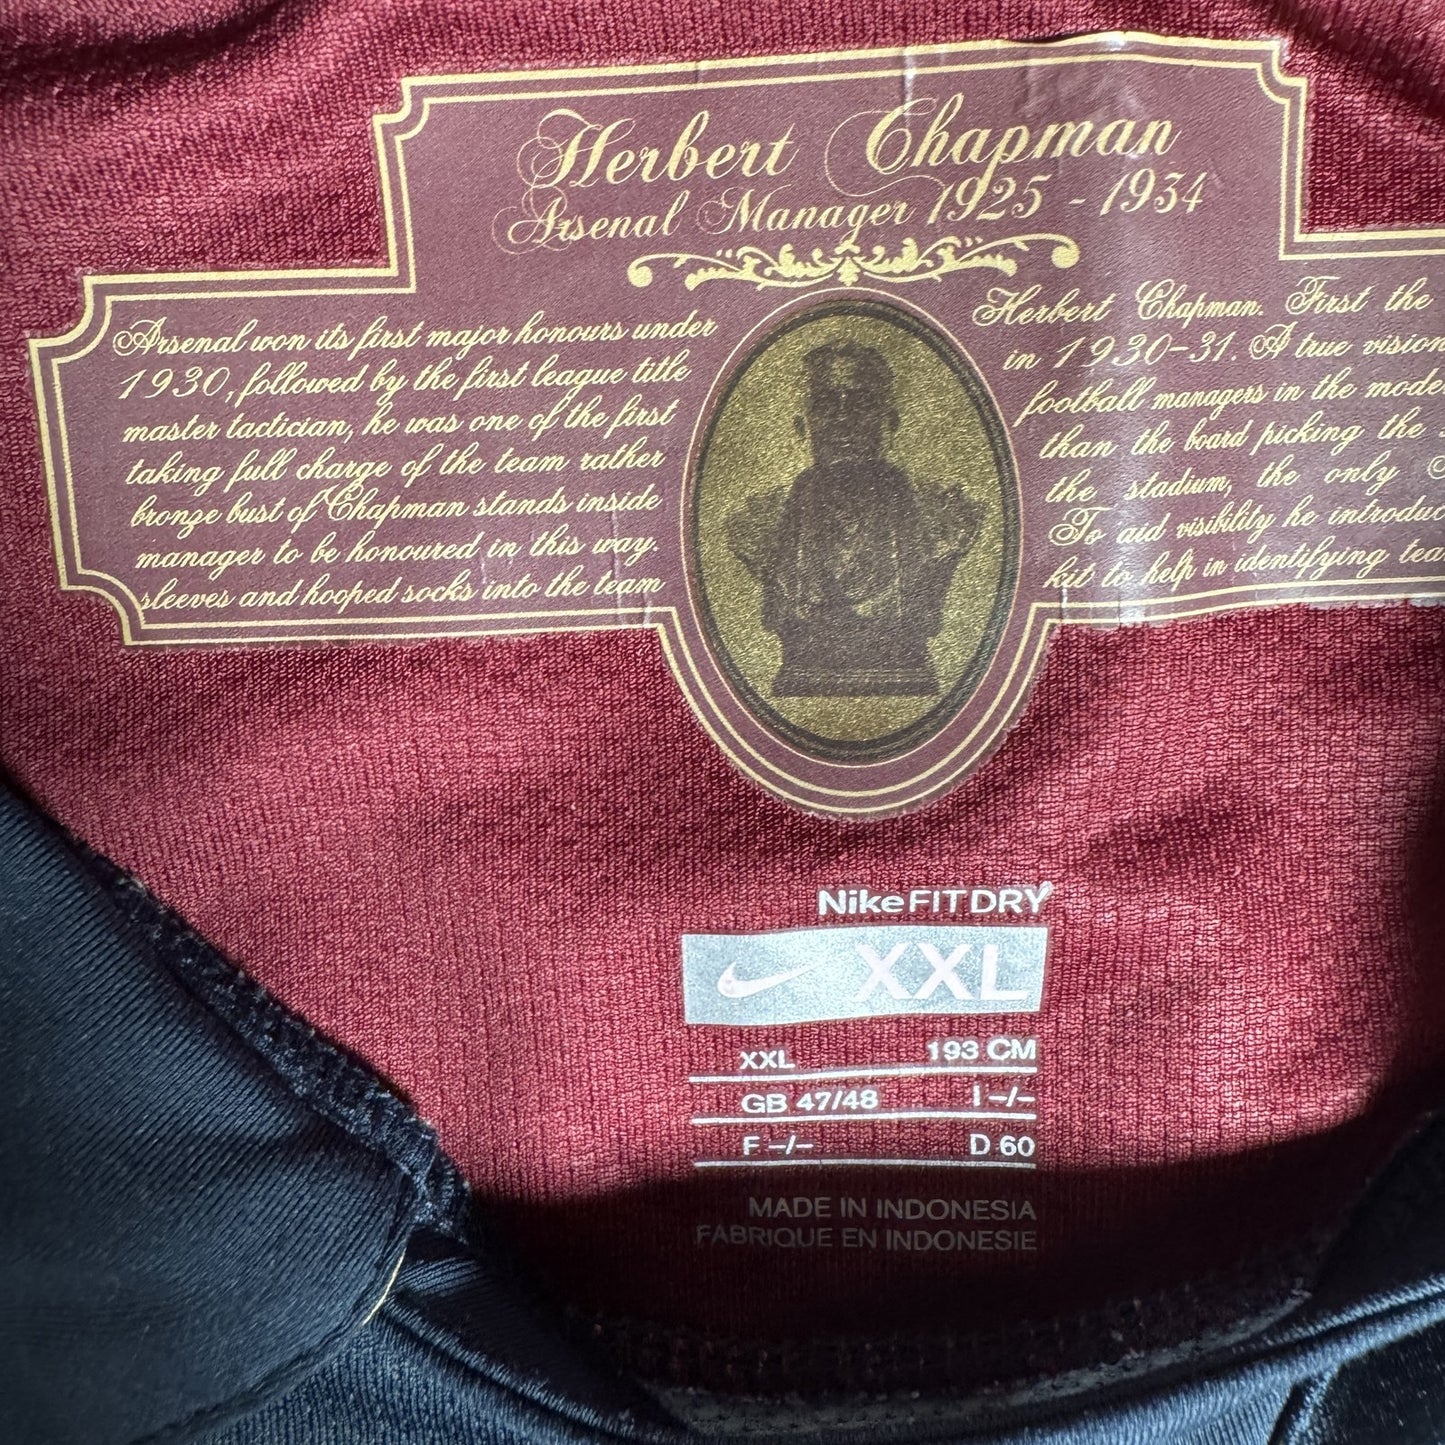 Herbert Chapman
Arsenal Manager 1925 - 1934
Arsenal won its first major honours under
1930, followed by the first league title
master tactician, he was one of the first
taking full charge of the team rather
bronze bust of Chapman stands inside
manager to be honoured in this way.
sleeves and hooped socks into the team
Herbert Chapman. First the
in 1930-31. A true
football managers in the
than the board picking the
the stadium, the only
To aid visibility he
kit to help in identifying
NikeFITDRY
XXL
XXL 193 CM
GB 47/48 I -/-
F -/- D 60
MADE IN INDONESIA
FABRIQUE EN INDONESIE